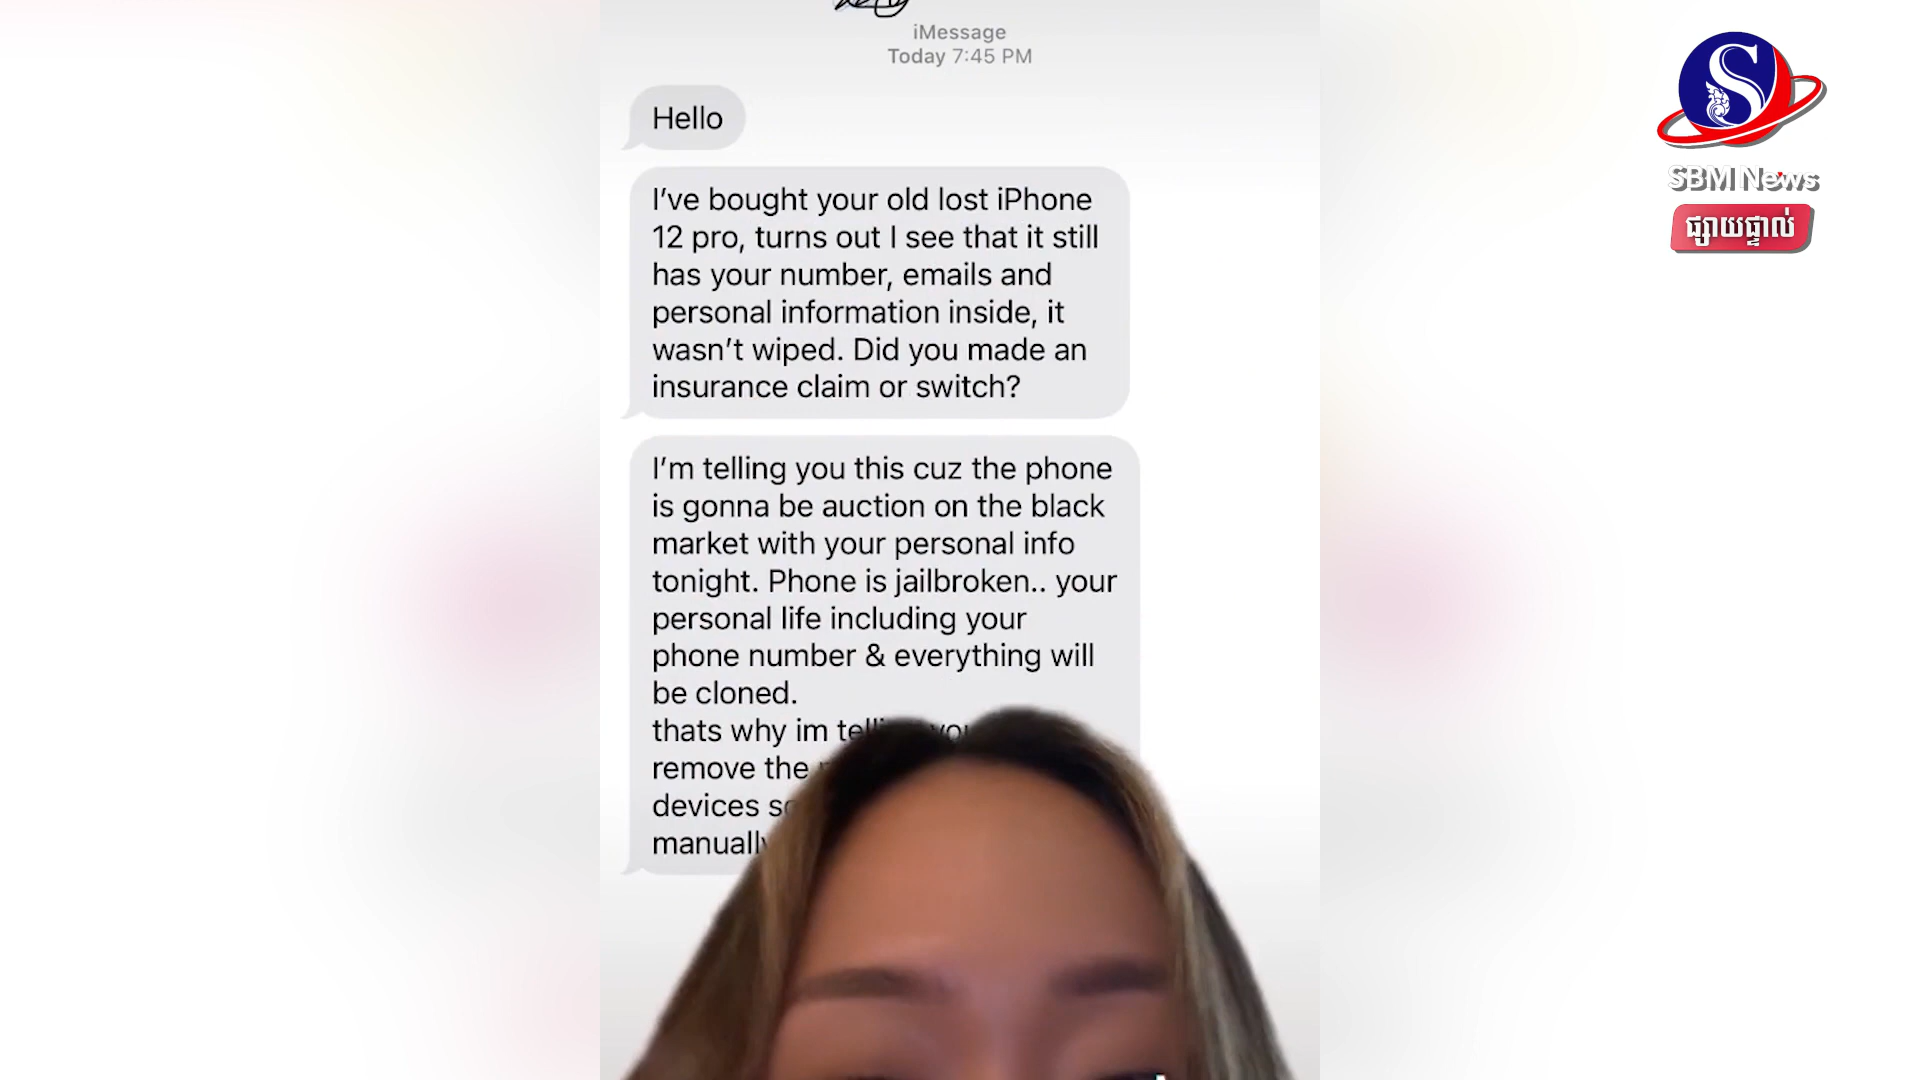 iMessage
Today 7:45 PM
Hello
I've bought your old lost iPhone
12 pro, turns out I see that it still
has your number, emails and
personal information inside, it
wasn't wiped. Did you made an
insurance claim or switch?
I'm telling you this cuz the phone
is gonna be auction on the black
market with your personal info
tonight. Phone is jailbroken.. your
personal life including your
phone number & everything will
be cloned.
thats why im
remove the
devices
S
SBM News
ផ្សាយផ្ទាល់